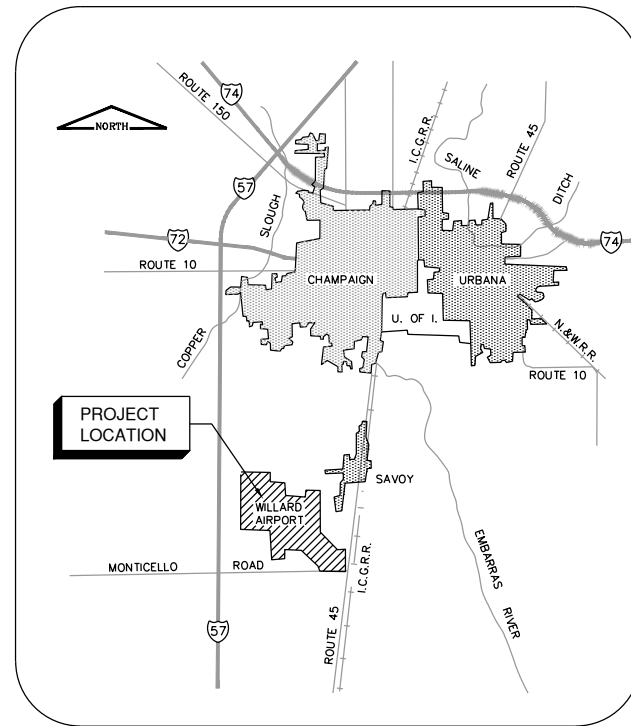 74
ROUTE 150
NORTH
I.C.G.R.R.
ROUTE 45
SALINE
57
DITCH
SLOUGH
72
74
ROUTE 10
CHAMPAIGN
URBANA
U. OF I.
COPPER
N.&W.R.R.
ROUTE 10
PROJECT
LOCATION
SAVOY
WILLARD
AIRPORT
MONTICELLO ROAD
EMBARRAS
RIVER
I.C.G.R.R.
ROUTE 45
57